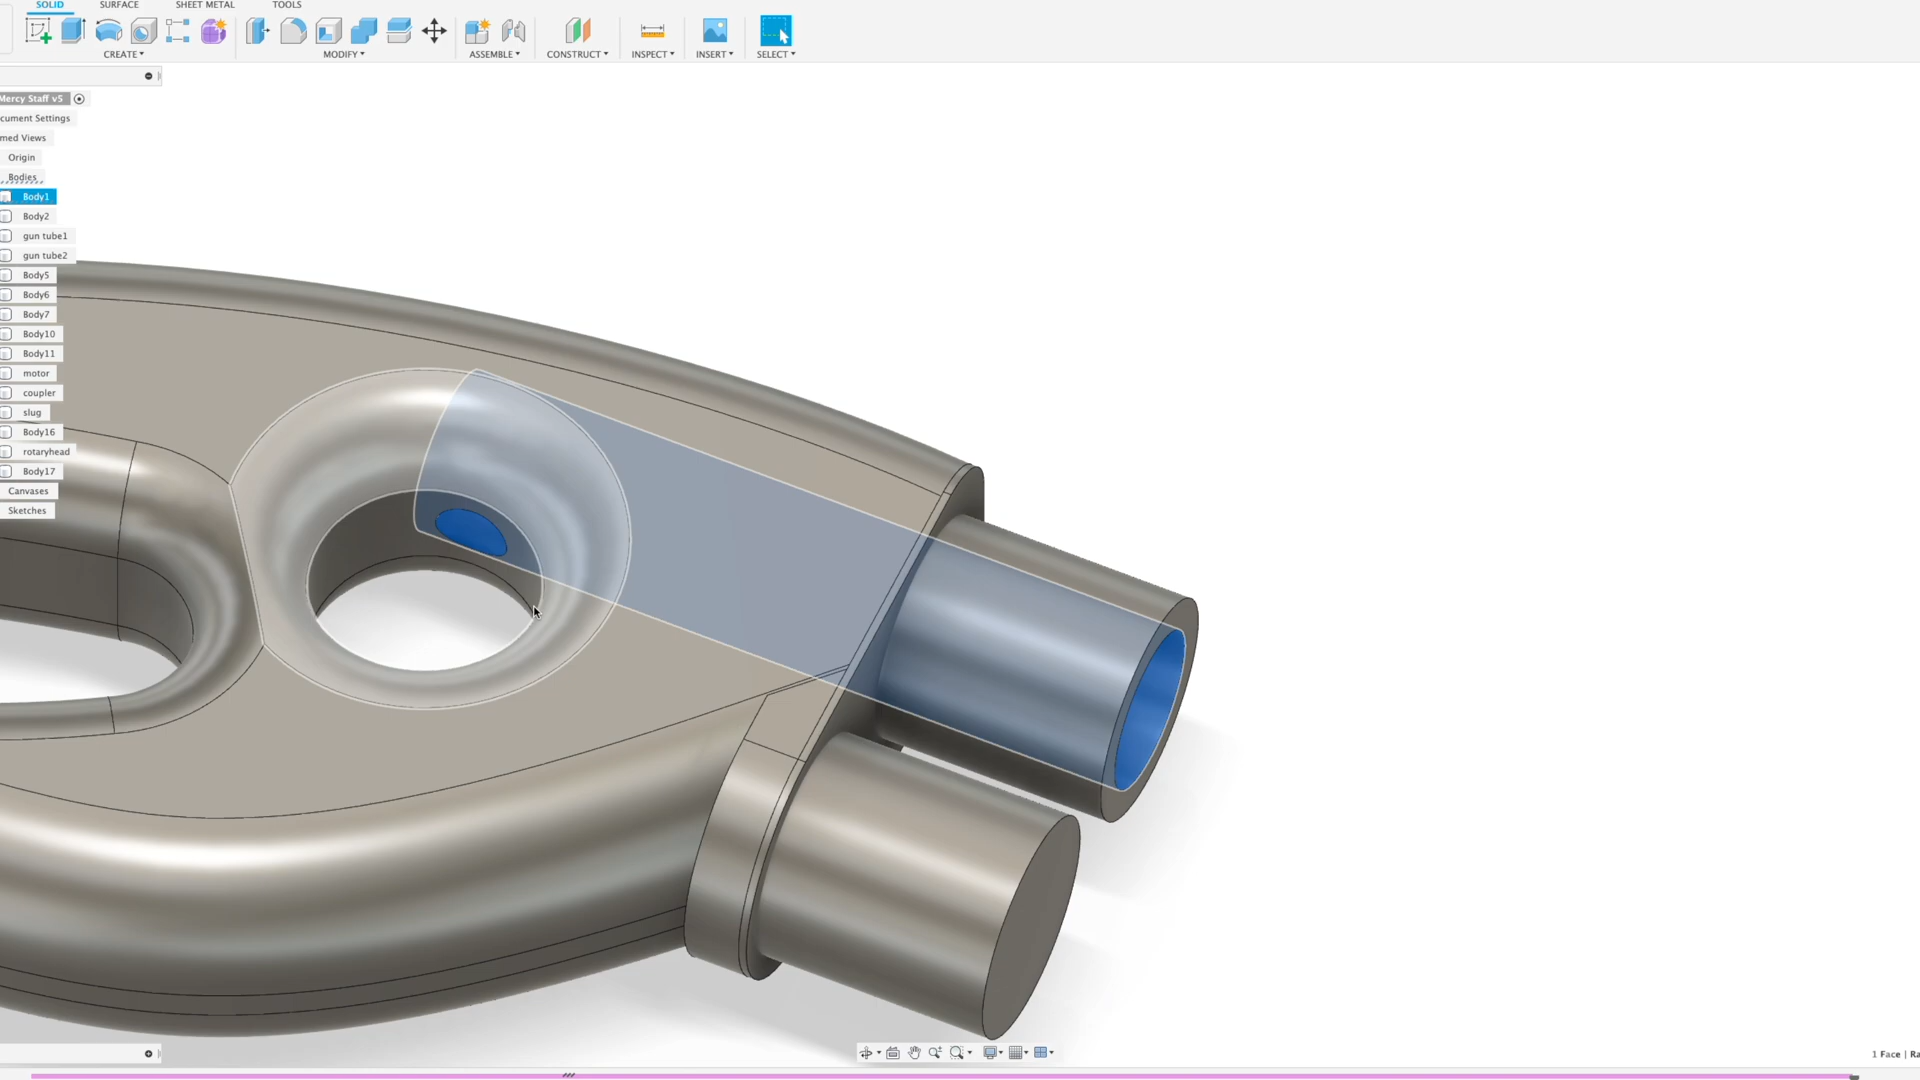 SOLID SURFACE SHEET METAL TOOLS
CREATE MODIFY ASSEMBLE CONSTRUCT INSPECT INSERT SELECT
Mercy Staff v5
cument Settings
med Views
Origin
Bodies
Body1
Body2
gun tube1
gun tube2
Body5
Body6
Body7
Body10
Body11
motor
coupler
slug
Body16
rotaryhead
Body17
Canvases
Sketches
1 Face | Ra